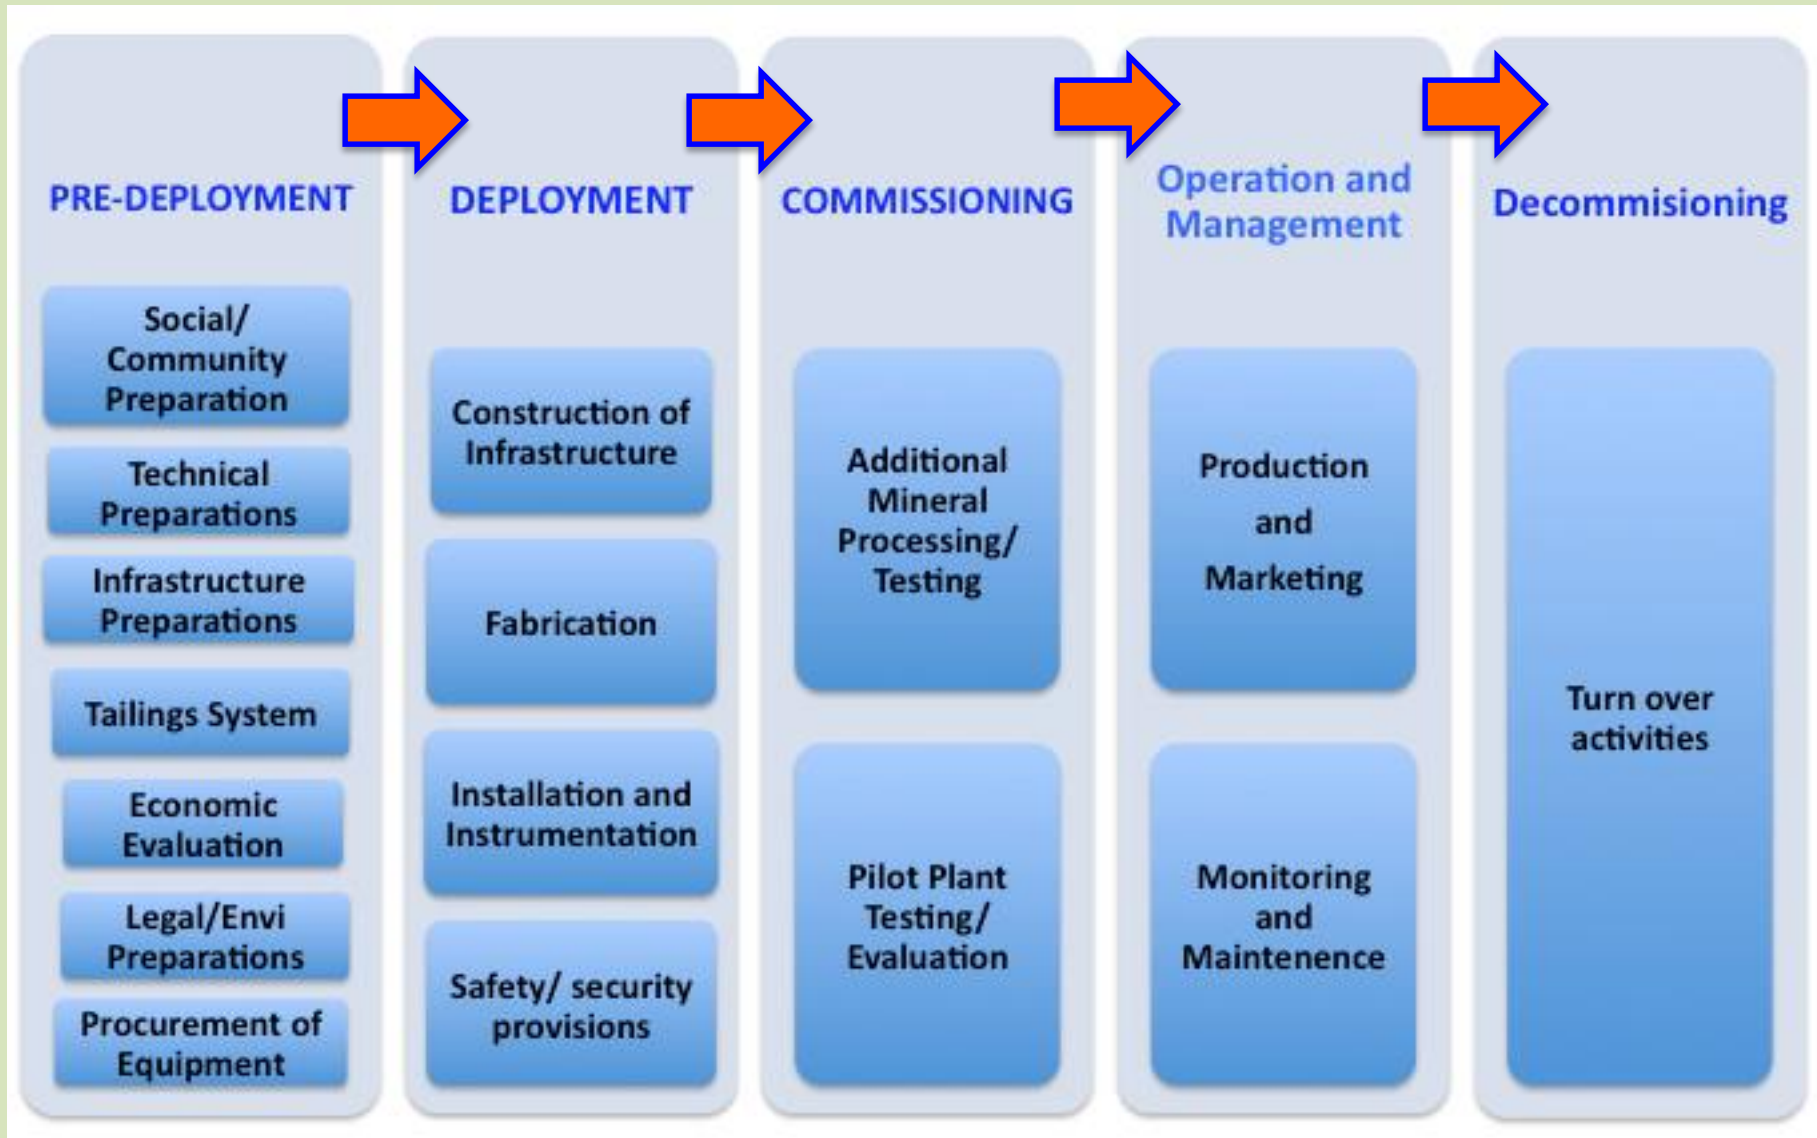 PRE-DEPLOYMENT
Social/
Community
Preparation
Technical
Preparations
Infrastructure
Preparations
Tailings System
Economic
Evaluation
Legal/Envi
Preparations
Procurement of
Equipment
DEPLOYMENT
Construction of
Infrastructure
Fabrication
Installation and
Instrumentation
Safety/ security
provisions
COMMISSIONING
Additional
Mineral
Processing/
Testing
Pilot Plant
Testing/
Evaluation
Operation and
Management
Production
and
Marketing
Monitoring
and
Maintenence
Decommisioning
Turn over
activities